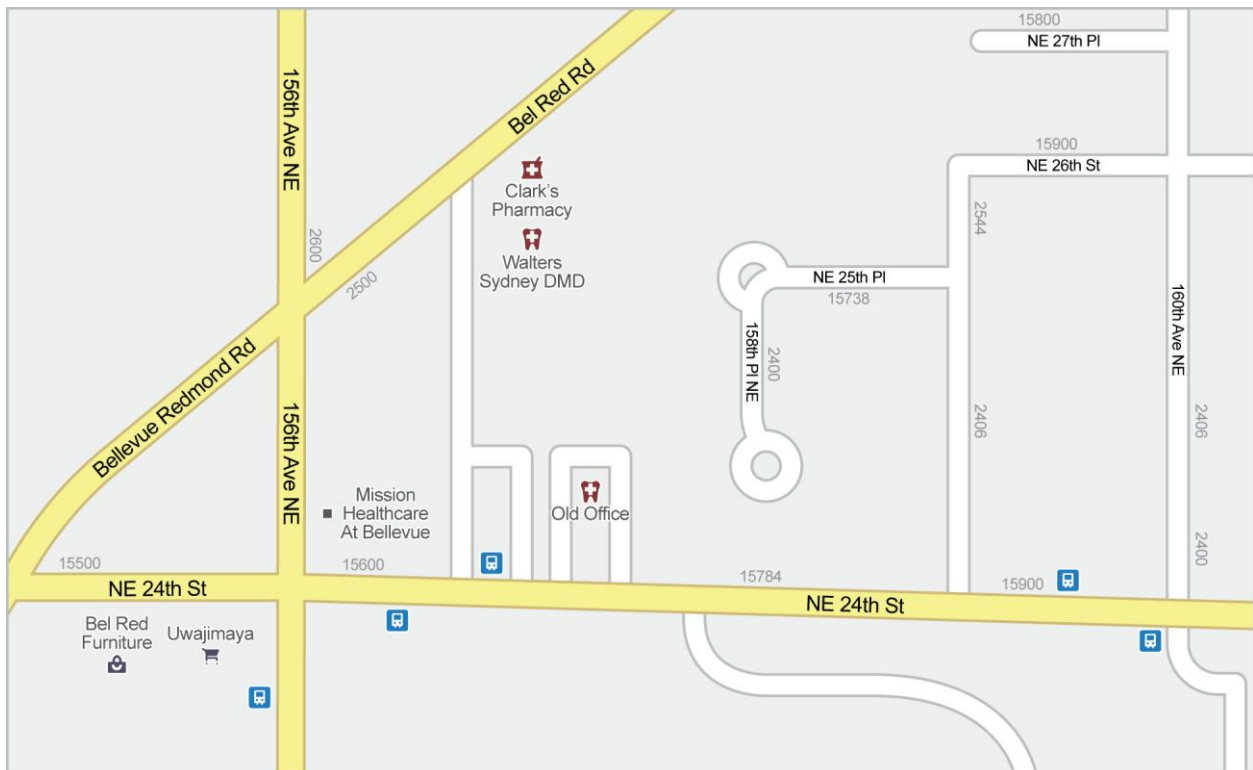 15800
NE 27th Pl
156th Ave NE
Bel Red Rd
15900
NE 26th St
Clark's
Pharmacy
2544
2600
Walters
Sydney DMD
2500
NE 25th Pl
15738
160th Ave NE
158th Pl NE
2400
Bellevue Redmond Rd
156th Ave NE
2406
2406
Mission
Healthcare
At Bellevue
Old Office
2400
15500
15600
15784
15900
NE 24th St
NE 24th St
Bel Red
Furniture
Uwajimaya